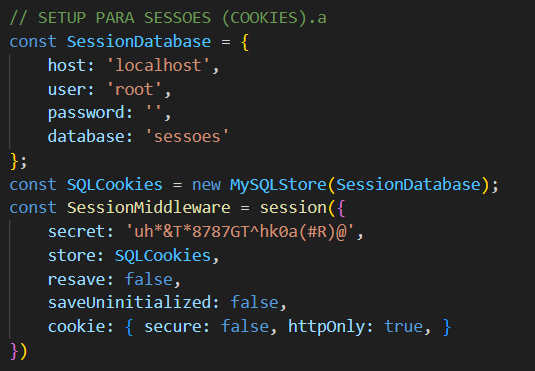 // SETUP PARA SESSOES (COOKIES).a
const SessionDatabase = {
    host: 'localhost',
    user: 'root',
    password: '',
    database: 'sessoes'
};
const SQLCookies = new MySQLStore(SessionDatabase);
const SessionMiddleware = session({
    secret: 'uh*&T*8787GT^hk0a(#R)@',
    store: SQLCookies,
    resave: false,
    saveUninitialized: false,
    cookie: { secure: false, httpOnly: true, }
})